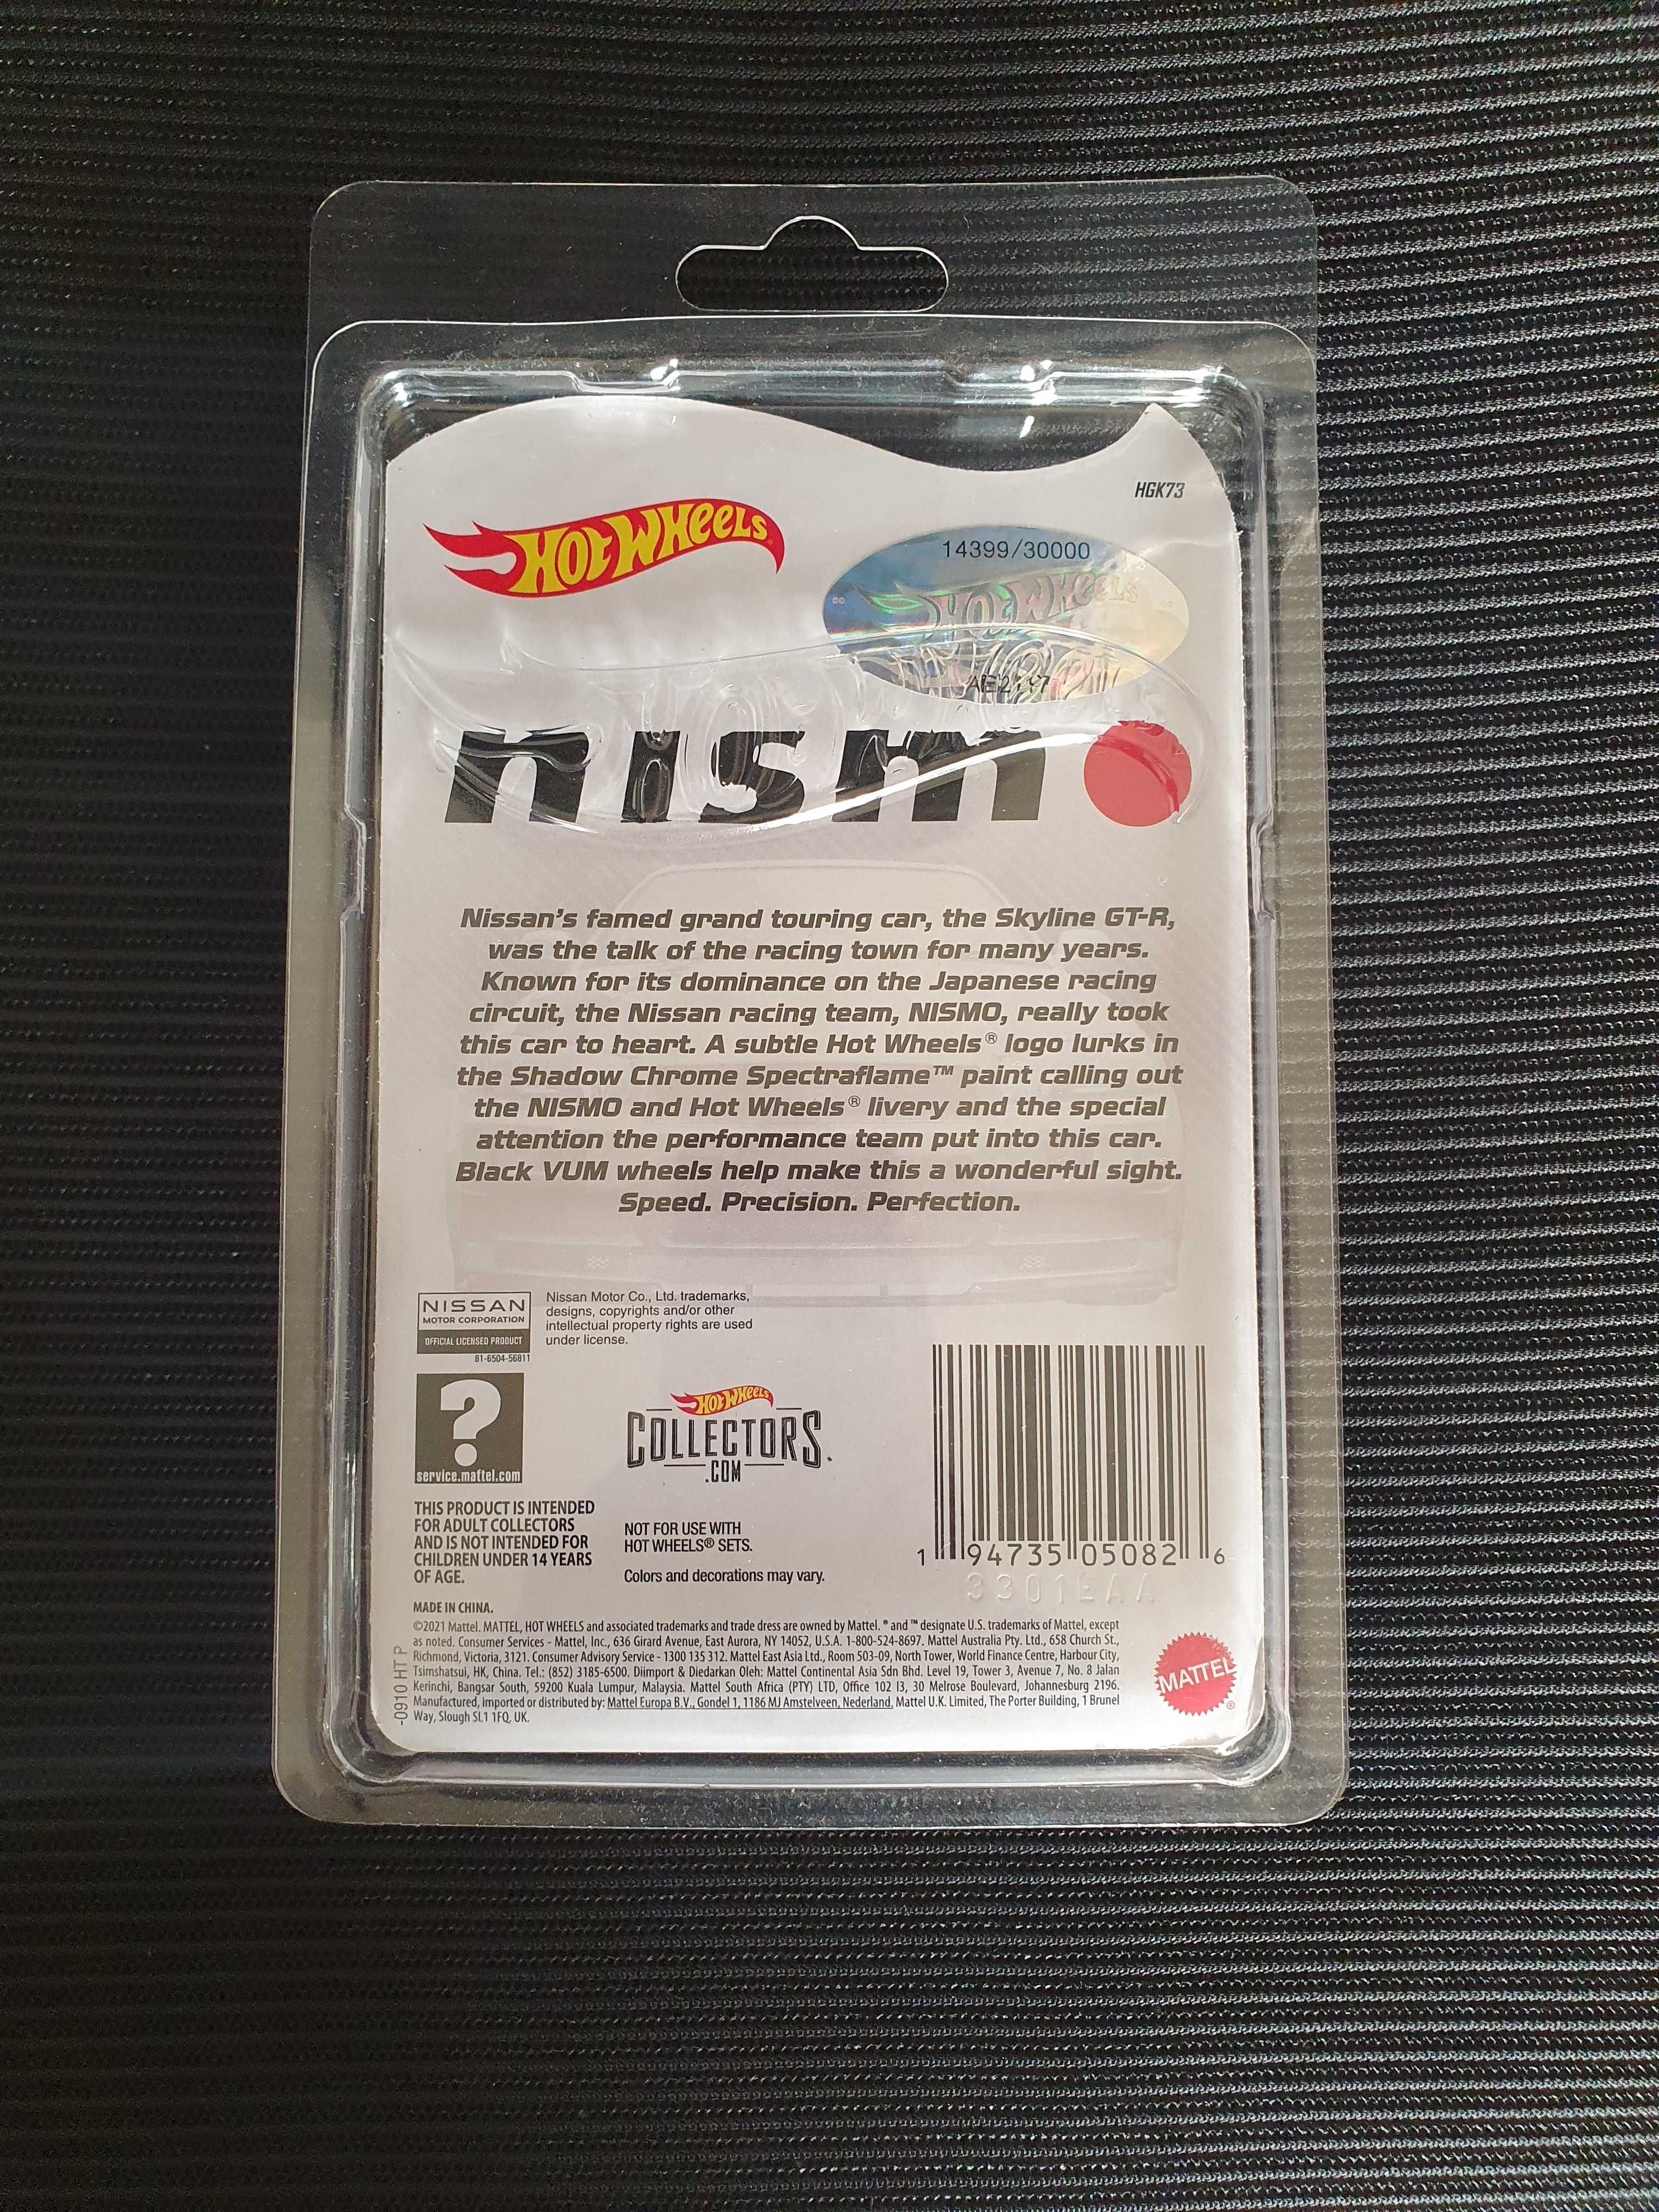 HGK73
HOT WHEELS
14399/30000
HOT WHEELS
nismo
Nissan's famed grand touring car, the Skyline GT-R,
was the talk of the racing town for many years.
Known for its dominance on the Japanese racing
circuit, the Nissan racing team, NISMO, really took
this car to heart. A subtle Hot Wheels® logo lurks in
the Shadow Chrome Spectraflame™ paint calling out
the NISMO and Hot Wheels® livery and the special
attention the performance team put into this car.
Black VUM wheels help make this a wonderful sight.
Speed. Precision. Perfection.
NISSAN
MOTOR CORPORATION
OFFICIAL LICENSED PRODUCT
81-6504-56811
Nissan Motor Co., Ltd. trademarks,
designs, copyrights and/or other
intellectual property rights are used
under license.
?
service.mattel.com
HOT WHEELS
COLLECTORS
.COM
THIS PRODUCT IS INTENDED
FOR ADULT COLLECTORS
AND IS NOT INTENDED FOR
CHILDREN UNDER 14 YEARS
OF AGE.
NOT FOR USE WITH
HOT WHEELS® SETS.
Colors and decorations may vary.
1 94735 05082 6
3301EAA
MADE IN CHINA.
©2021 Mattel. MATTEL, HOT WHEELS and associated trademarks and trade dress are owned by Mattel. ® and ™ designate U.S. trademarks of Mattel, except
as noted. Consumer Services - Mattel, Inc., 636 Girard Avenue, East Aurora, NY 14052, U.S.A. 1-800-524-8697. Mattel Australia Pty. Ltd., 658 Church St.,
Richmond, Victoria, 3121. Consumer Advisory Service - 1300 135 312. Mattel East Asia Ltd., Room 503-09, North Tower, World Finance Centre, Harbour City,
Tsimshatsui, HK, China. Tel.: (852) 3185-6500. Diimport & Diedarkan Oleh: Mattel Continental Asia Sdn Bhd. Level 19, Tower 3, Avenue 7, No. 8 Jalan
Kerinchi, Bangsar South, 59200 Kuala Lumpur, Malaysia. Mattel South Africa (PTY) LTD, Office 102 I3, 30 Melrose Boulevard, Johannesburg 2196.
Manufactured, imported or distributed by: Mattel Europa B.V., Gondel 1, 1186 MJ Amstelveen, Nederland. Mattel U.K. Limited, The Porter Building, 1 Brunel
Way, Slough SL1 1FQ, UK.
-0910 HT P
MATTEL®